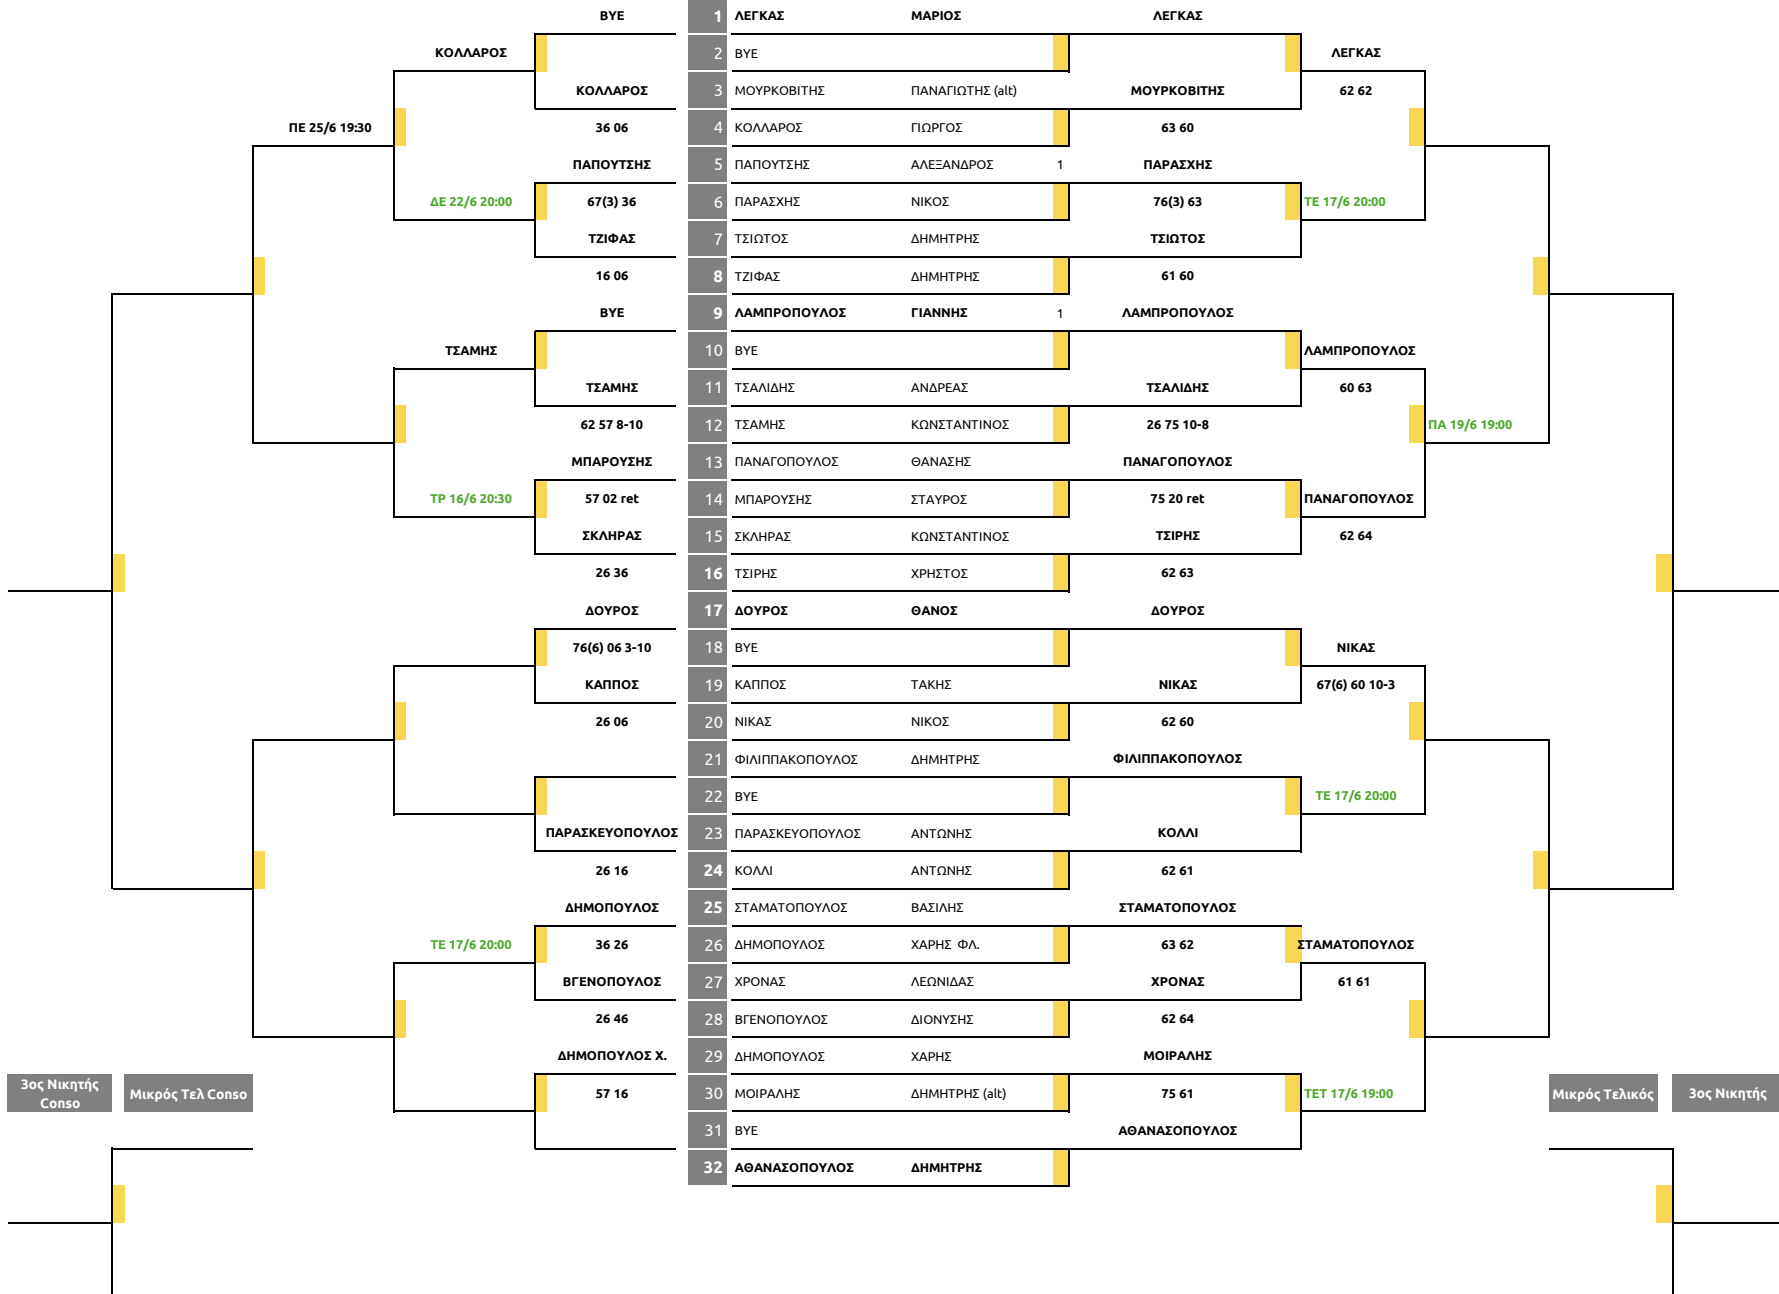 BYE 1 ΛΕΓΚΑΣ ΜΑΡΙΟΣ ΛΕΓΚΑΣ
ΚΟΛΛΑΡΟΣ 2 BYE ΛΕΓΚΑΣ
ΚΟΛΛΑΡΟΣ 3 ΜΟΥΡΚΟΒΙΤΗΣ ΠΑΝΑΓΙΩΤΗΣ (alt) ΜΟΥΡΚΟΒΙΤΗΣ 62 62
ΠΕ 25/6 19:30 36 06 4 ΚΟΛΛΑΡΟΣ ΓΙΩΡΓΟΣ 63 60
ΠΑΠΟΥΤΣΗΣ 5 ΠΑΠΟΥΤΣΗΣ ΑΛΕΞΑΝΔΡΟΣ 1 ΠΑΡΑΣΧΗΣ
ΔΕ 22/6 20:00 67(3) 36 6 ΠΑΡΑΣΧΗΣ ΝΙΚΟΣ 76(3) 63 ΤΕ 17/6 20:00
ΤΖΙΦΑΣ 7 ΤΣΙΩΤΟΣ ΔΗΜΗΤΡΗΣ ΤΣΙΩΤΟΣ
16 06 8 ΤΖΙΦΑΣ ΔΗΜΗΤΡΗΣ 61 60
BYE 9 ΛΑΜΠΡΟΠΟΥΛΟΣ ΓΙΑΝΝΗΣ 1 ΛΑΜΠΡΟΠΟΥΛΟΣ
ΤΣΑΜΗΣ 10 BYE ΛΑΜΠΡΟΠΟΥΛΟΣ
ΤΣΑΜΗΣ 11 ΤΣΑΛΙΔΗΣ ΑΝΔΡΕΑΣ ΤΣΑΛΙΔΗΣ 60 63
62 57 8-10 12 ΤΣΑΜΗΣ ΚΩΝΣΤΑΝΤΙΝΟΣ 26 75 10-8 ΠΑ 19/6 19:00
ΜΠΑΡΟΥΣΗΣ 13 ΠΑΝΑΓΟΠΟΥΛΟΣ ΘΑΝΑΣΗΣ ΠΑΝΑΓΟΠΟΥΛΟΣ
ΤΡ 16/6 20:30 57 02 ret 14 ΜΠΑΡΟΥΣΗΣ ΣΤΑΥΡΟΣ 75 20 ret ΠΑΝΑΓΟΠΟΥΛΟΣ
ΣΚΛΗΡΑΣ 15 ΣΚΛΗΡΑΣ ΚΩΝΣΤΑΝΤΙΝΟΣ ΤΣΙΡΗΣ 62 64
26 36 16 ΤΣΙΡΗΣ ΧΡΗΣΤΟΣ 62 63
ΔΟΥΡΟΣ 17 ΔΟΥΡΟΣ ΘΑΝΟΣ ΔΟΥΡΟΣ
76(6) 06 3-10 18 BYE ΝΙΚΑΣ
ΚΑΠΠΟΣ 19 ΚΑΠΠΟΣ ΤΑΚΗΣ ΝΙΚΑΣ 67(6) 60 10-3
26 06 20 ΝΙΚΑΣ ΝΙΚΟΣ 62 60
21 ΦΙΛΙΠΠΑΚΟΠΟΥΛΟΣ ΔΗΜΗΤΡΗΣ ΦΙΛΙΠΠΑΚΟΠΟΥΛΟΣ
22 BYE ΤΕ 17/6 20:00
ΠΑΡΑΣΚΕΥΟΠΟΥΛΟΣ 23 ΠΑΡΑΣΚΕΥΟΠΟΥΛΟΣ ΑΝΤΩΝΗΣ ΚΟΛΛΙ
26 16 24 ΚΟΛΛΙ ΑΝΤΩΝΗΣ 62 61
ΔΗΜΟΠΟΥΛΟΣ 25 ΣΤΑΜΑΤΟΠΟΥΛΟΣ ΒΑΣΙΛΗΣ ΣΤΑΜΑΤΟΠΟΥΛΟΣ
ΤΕ 17/6 20:00 36 26 26 ΔΗΜΟΠΟΥΛΟΣ ΧΑΡΗΣ ΦΛ. 63 62 ΣΤΑΜΑΤΟΠΟΥΛΟΣ
ΒΓΕΝΟΠΟΥΛΟΣ 27 ΧΡΟΝΑΣ ΛΕΩΝΙΔΑΣ ΧΡΟΝΑΣ 61 61
26 46 28 ΒΓΕΝΟΠΟΥΛΟΣ ΔΙΟΝΥΣΗΣ 62 64
ΔΗΜΟΠΟΥΛΟΣ Χ. 29 ΔΗΜΟΠΟΥΛΟΣ ΧΑΡΗΣ ΜΟΙΡΑΛΗΣ
3ος Νικητής Conso Μικρός Τελ Conso 57 16 30 ΜΟΙΡΑΛΗΣ ΔΗΜΗΤΡΗΣ (alt) 75 61 ΤΕΤ 17/6 19:00 Μικρός Τελικός 3ος Νικητής
31 BYE ΑΘΑΝΑΣΟΠΟΥΛΟΣ
32 ΑΘΑΝΑΣΟΠΟΥΛΟΣ ΔΗΜΗΤΡΗΣ